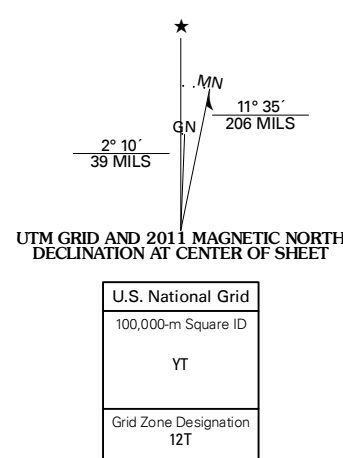 ★
MN
GN
11° 35´
206 MILS
2° 10´
39 MILS
UTM GRID AND 2011 MAGNETIC NORTH
DECLINATION AT CENTER OF SHEET
U.S. National Grid
100,000-m Square ID
YT
Grid Zone Designation
12T